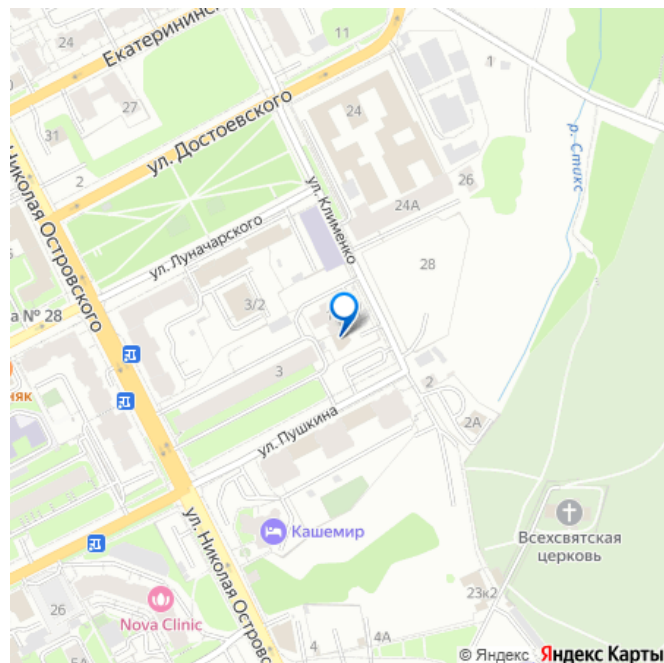 24
Екатерининс
11
1
31
27
24
ул. Достоевского
2
26
р. Стикс
24А
ул. Клименко
Николая Островского
ул. Луначарского
28
3/2
а № 28
няк
3
2
2А
ул. Пушкина
Кашемир
Всехсвятская
церковь
ул. Николая Островс
26
Nova Clinic
23к2
4
4А
5А
© Яндекс Яндекс Карты